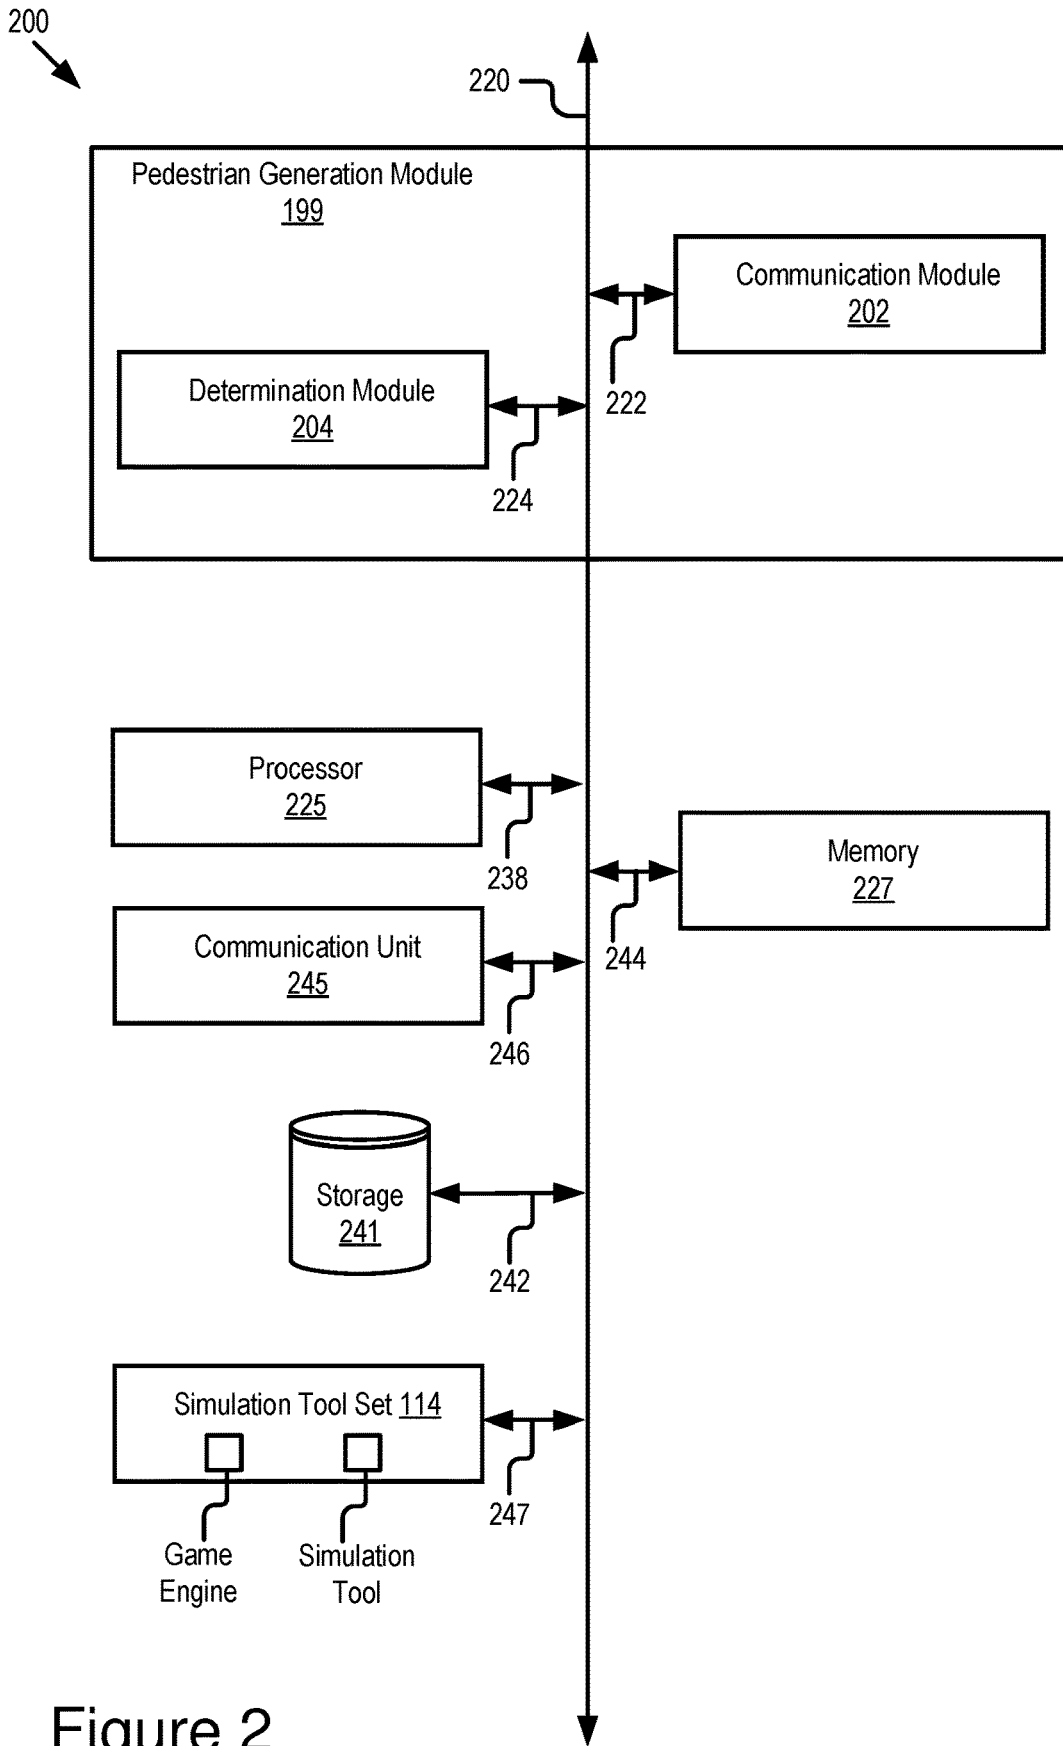 200
220
Pedestrian Generation Module
199
Communication Module
202
222
Determination Module
204
224
Processor
225
238
Memory
227
244
Communication Unit
245
246
Storage
241
242
Simulation Tool Set 114
247
Game
Engine
Simulation
Tool
Figure 2